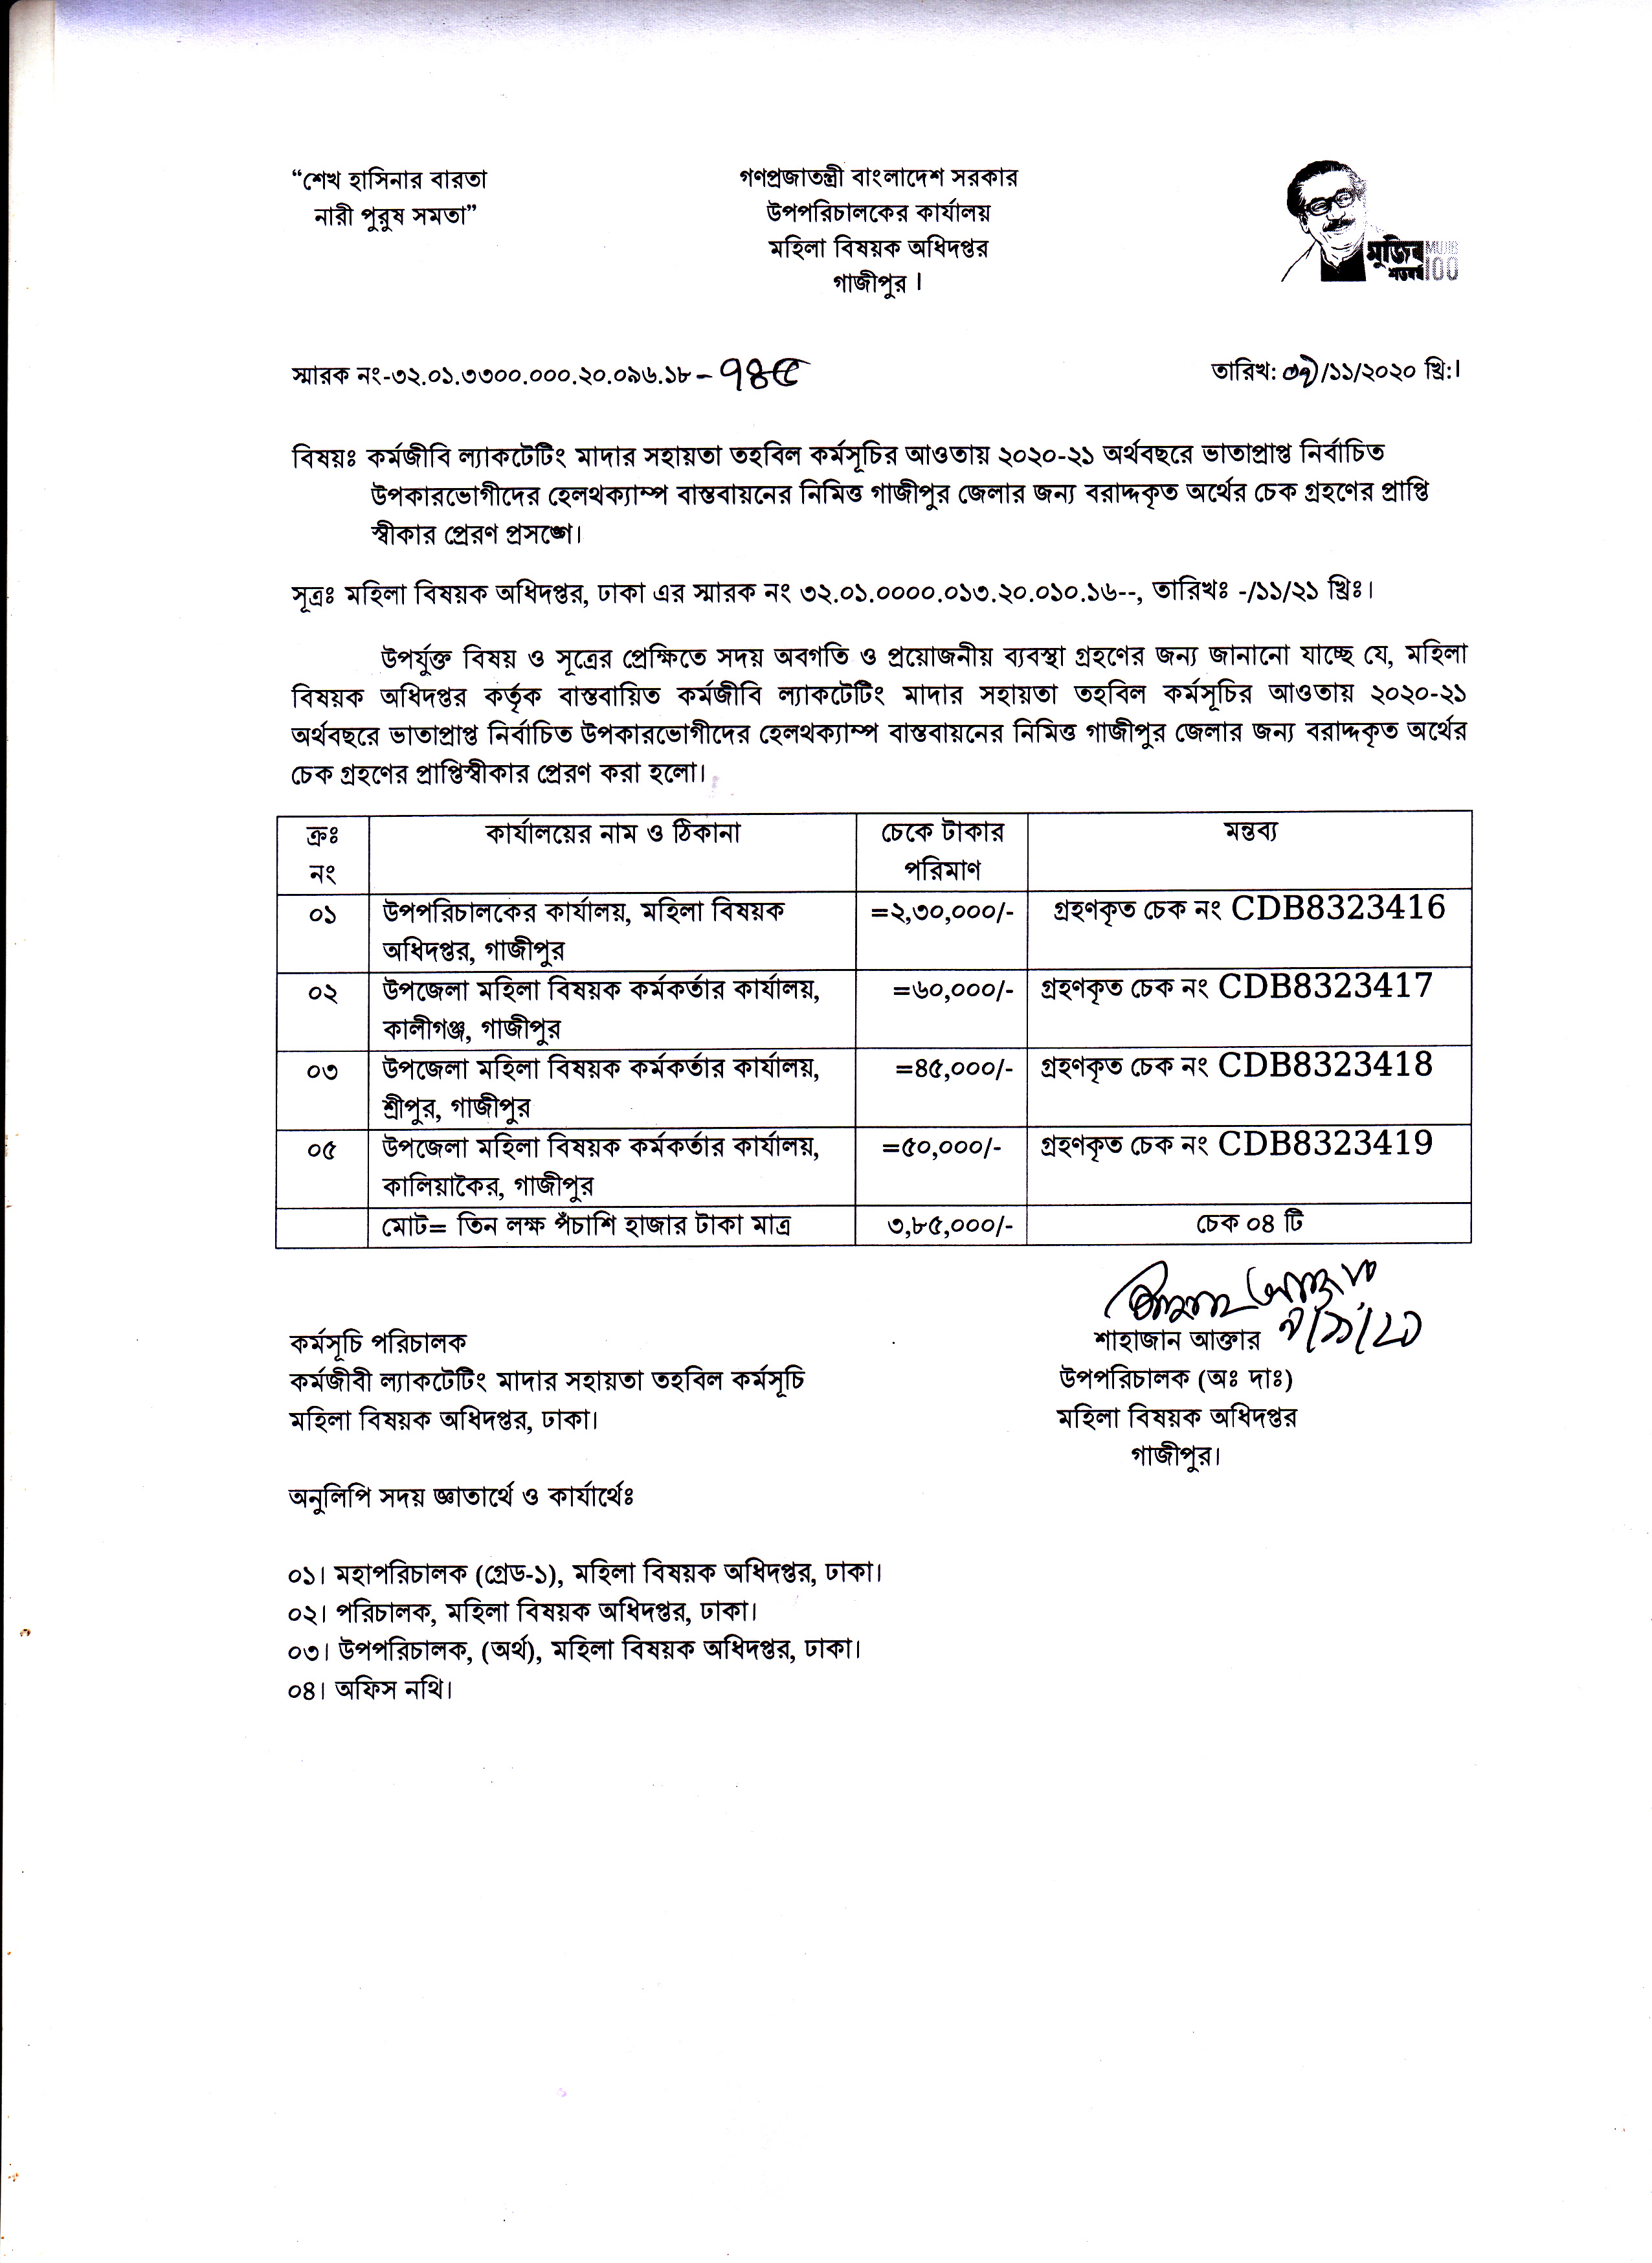 “শেখ হাসিনার বারতা
নারী পুরুষ সমতা”
গণপ্রজাতন্ত্রী বাংলাদেশ সরকার
উপপরিচালকের কার্যালয়
মহিলা বিষয়ক অধিদপ্তর
গাজীপুর ।
মুজিব MUJIB
শতবর্ষ 100
স্মারক নং-৩২.০১.৩৩০০.০০০.২০.০৯৬.১৮-৭৪৫
তারিখ: ০৭/১১/২০২০ খ্রি:।
বিষয়ঃ কর্মজীবি ল্যাকটেটিং মাদার সহায়তা তহবিল কর্মসূচির আওতায় ২০২০-২১ অর্থবছরে ভাতাপ্রাপ্ত নির্বাচিত
উপকারভোগীদের হেলথক্যাম্প বাস্তবায়নের নিমিত্ত গাজীপুর জেলার জন্য বরাদ্দকৃত অর্থের চেক গ্রহণের প্রাপ্তি
স্বীকার প্রেরণ প্রসঙ্গে।
সূত্রঃ মহিলা বিষয়ক অধিদপ্তর, ঢাকা এর স্মারক নং ৩২.০১.০০০০.০১৩.২০.০১০.১৬--, তারিখঃ -/১১/২১ খ্রিঃ।
উপর্যুক্ত বিষয় ও সূত্রের প্রেক্ষিতে সদয় অবগতি ও প্রয়োজনীয় ব্যবস্থা গ্রহণের জন্য জানানো যাচ্ছে যে, মহিলা
বিষয়ক অধিদপ্তর কর্তৃক বাস্তবায়িত কর্মজীবি ল্যাকটেটিং মাদার সহায়তা তহবিল কর্মসূচির আওতায় ২০২০-২১
অর্থবছরে ভাতাপ্রাপ্ত নির্বাচিত উপকারভোগীদের হেলথক্যাম্প বাস্তবায়নের নিমিত্ত গাজীপুর জেলার জন্য বরাদ্দকৃত অর্থের
চেক গ্রহণের প্রাপ্তিস্বীকার প্রেরণ করা হলো।
ক্রঃ নং কার্যালয়ের নাম ও ঠিকানা চেকে টাকার পরিমাণ মন্তব্য
০১ উপপরিচালকের কার্যালয়, মহিলা বিষয়ক অধিদপ্তর, গাজীপুর =২,৩০,০০০/- গ্রহণকৃত চেক নং CDB8323416
০২ উপজেলা মহিলা বিষয়ক কর্মকর্তার কার্যালয়, কালীগঞ্জ, গাজীপুর =৬০,০০০/- গ্রহণকৃত চেক নং CDB8323417
০৩ উপজেলা মহিলা বিষয়ক কর্মকর্তার কার্যালয়, শ্রীপুর, গাজীপুর =৪৫,০০০/- গ্রহণকৃত চেক নং CDB8323418
০৫ উপজেলা মহিলা বিষয়ক কর্মকর্তার কার্যালয়, কালিয়াকৈর, গাজীপুর =৫০,০০০/- গ্রহণকৃত চেক নং CDB8323419
মোট= তিন লক্ষ পঁচাশি হাজার টাকা মাত্র ৩,৮৫,০০০/- চেক ০৪ টি
কর্মসূচি পরিচালক
কর্মজীবী ল্যাকটেটিং মাদার সহায়তা তহবিল কর্মসূচি
মহিলা বিষয়ক অধিদপ্তর, ঢাকা।
শাহাজান আক্তার ৭/১১/২০
উপপরিচালক (অঃ দাঃ)
মহিলা বিষয়ক অধিদপ্তর
গাজীপুর।
অনুলিপি সদয় জ্ঞাতার্থে ও কার্যার্থেঃ
০১। মহাপরিচালক (গ্রেড-১), মহিলা বিষয়ক অধিদপ্তর, ঢাকা।
০২। পরিচালক, মহিলা বিষয়ক অধিদপ্তর, ঢাকা।
০৩। উপপরিচালক, (অর্থ), মহিলা বিষয়ক অধিদপ্তর, ঢাকা।
০৪। অফিস নথি।